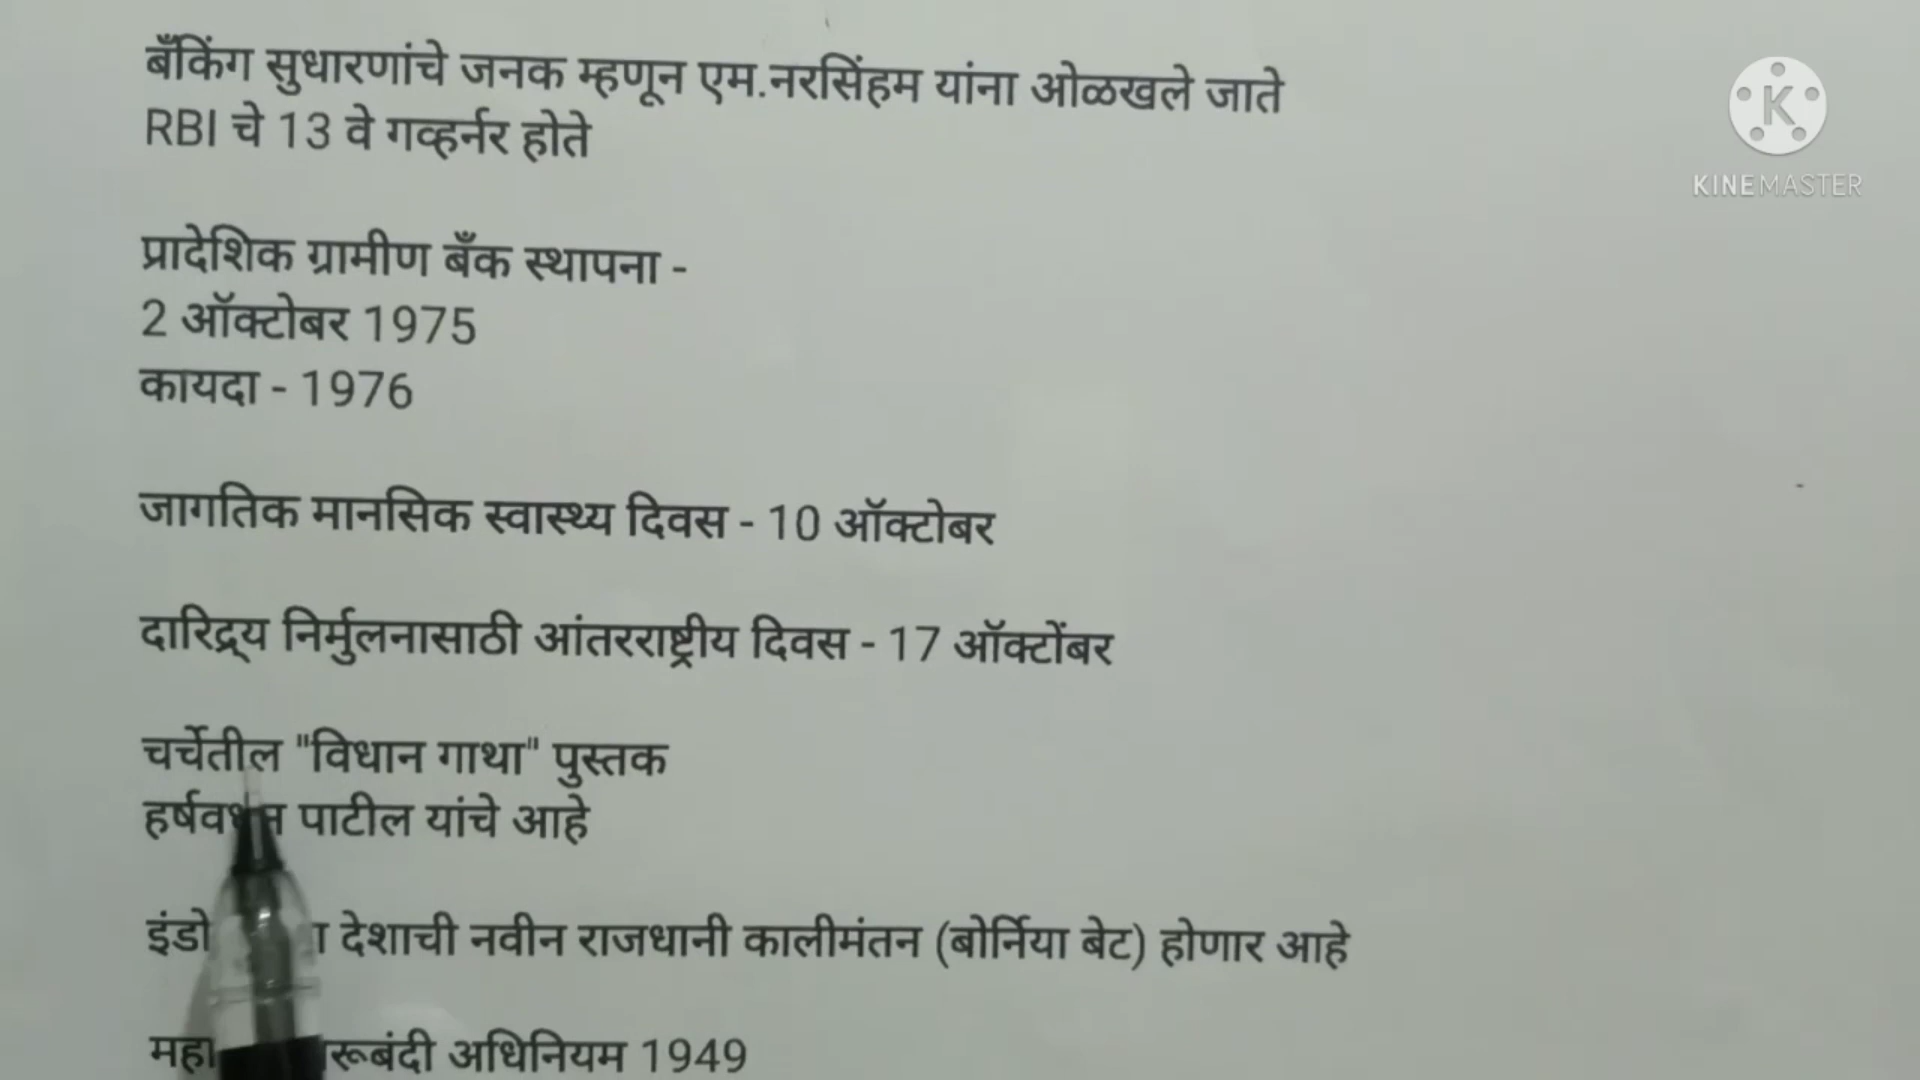 बँकिंग सुधारणांचे जनक म्हणून एम.नरसिंहम यांना ओळखले जाते
RBI चे 13 वे गव्हर्नर होते
प्रादेशिक ग्रामीण बँक स्थापना -
2 ऑक्टोबर 1975
कायदा - 1976
जागतिक मानसिक स्वास्थ्य दिवस - 10 ऑक्टोबर
दारिद्र्य निर्मुलनासाठी आंतरराष्ट्रीय दिवस - 17 ऑक्टोंबर
चर्चेतील "विधान गाथा" पुस्तक
पाटील यांचे आहे
देशाची नवीन राजधानी कालीमंतन (बोर्निया बेट) होणार आहे
अधिनियम 1949
KINEMASTER